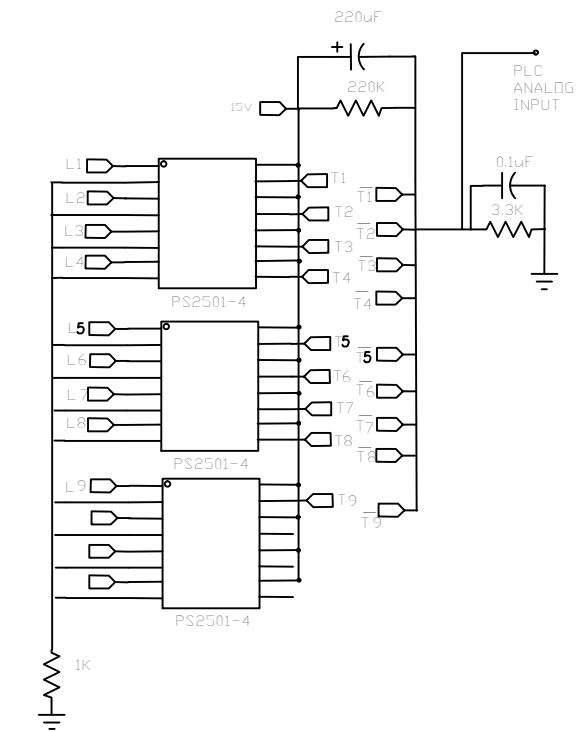 220uF
+
220K
15V
PLC
ANALOG
INPUT
L1
T1
L2
T2
L3
T3
L4
T4
PS2501-4
T1
T2
T3
T4
0.1uF
3.3K
L5
T5
L6
T6
L7
T7
L8
T8
PS2501-4
T5
T6
T7
T8
L9
T9
T9
PS2501-4
1K